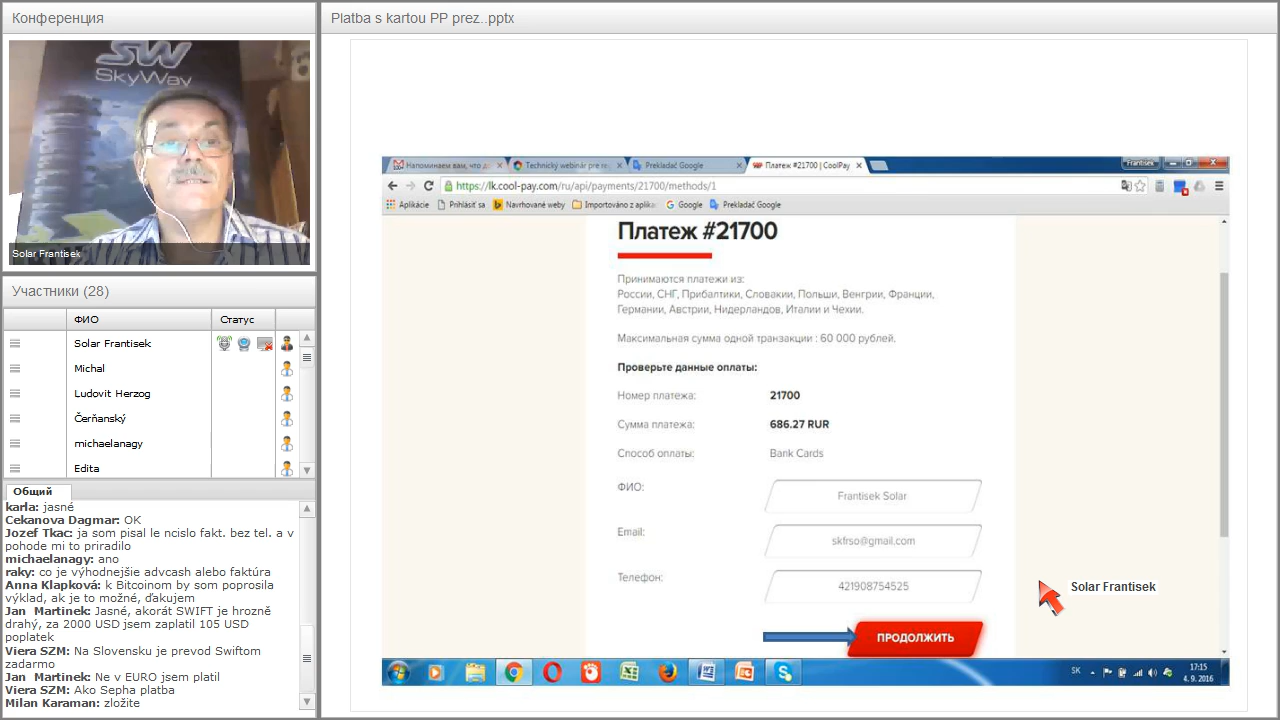 Конференция
SW
SkyWay
Solar Frantisek
Участники (28)
ФИО
Статус
Solar Frantisek
Michal
Ludovit Herzog
Čerňanský
michaelanagy
Edita
Общий
karla: jasné
Cekanova Dagmar: OK
Jozef Tkac: ja som pisal le ncislo fakt. bez tel. a v
pohode mi to priradilo
michaelanagy: ano
raky: co je výhodnejšie advcash alebo faktúra
Anna Klapková: k Bitcoinom by som poprosila
výklad, ak je to možné, ďakujem
Jan Martinek: Jasné, akorát SWIFT je hrozně
drahý, za 2000 USD jsem zaplatil 105 USD
poplatek
Viera SZM: Na Slovensku je prevod Swiftom
zadarmo
Jan Martinek: Ne v EURO jsem platil
Viera SZM: Ako Sepha platba
Milan Karaman: zložite
Platba s kartou PP prez..pptx
Напоминаем вам, что
Technický webinár pre
Prekladač Google
Платеж #21700 | CoolPay
Frantisek
https://lk.cool-pay.com/ru/api/payments/21700/methods/1
Aplikácie
Prihlásiť sa
Navrhované weby
Importováno z aplik
Google
Prekladač Google
Платеж #21700
Принимаются платежи из:
России, СНГ, Прибалтики, Словакии, Польши, Венгрии, Франции,
Германии, Австрии, Нидерландов, Италии и Чехии.
Максимальная сумма одной транзакции : 60 000 рублей.
Проверьте данные оплаты:
Номер платежа: 21700
Сумма платежа: 686.27 RUR
Способ оплаты: Bank Cards
ФИО: Frantisek Solar
Email: skfrso@gmail.com
Телефон: 421908754525
Solar Frantisek
ПРОДОЛЖИТЬ
SK
17:15
4. 9. 2016